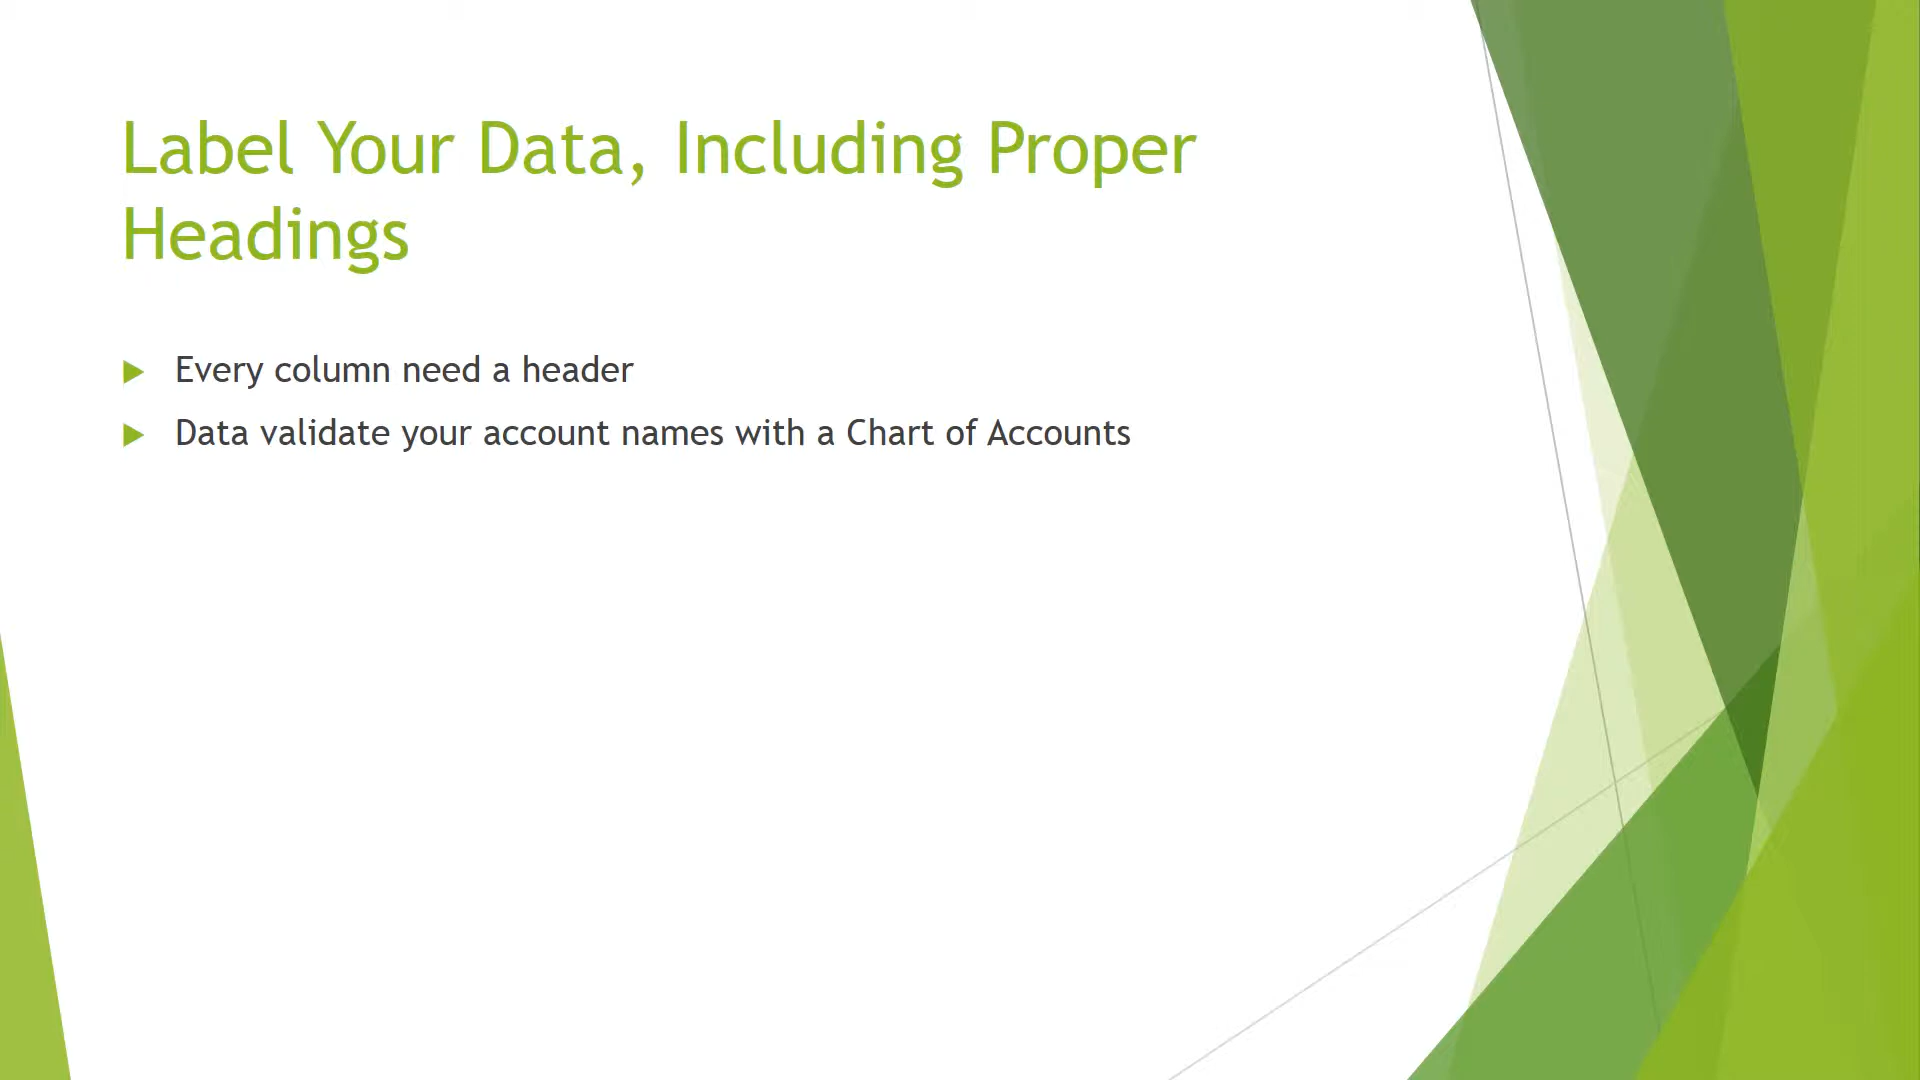 Label Your Data, Including Proper
Headings
Every column need a header
Data validate your account names with a Chart of Accounts